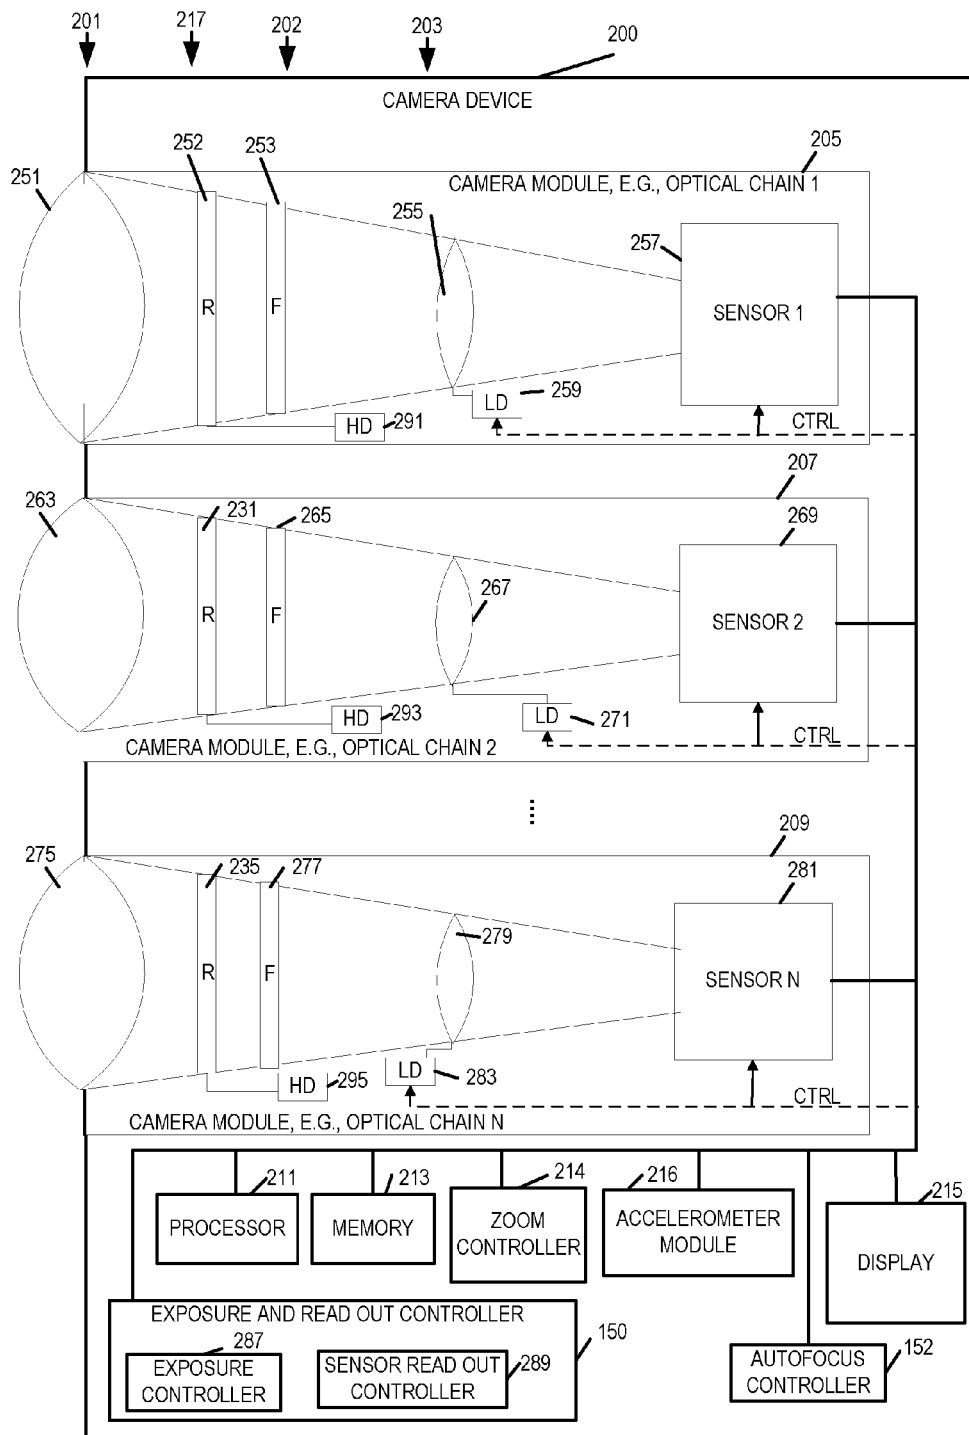 201
217
202
203
200
CAMERA DEVICE
252
253
205
251
CAMERA MODULE, E.G., OPTICAL CHAIN 1
255
257
R
F
SENSOR 1
LD
259
HD
291
CTRL
207
263
231
265
269
R
F
267
SENSOR 2
HD
293
LD
271
CTRL
CAMERA MODULE, E.G., OPTICAL CHAIN 2
....
209
275
235
277
281
279
R
F
SENSOR N
LD
283
HD
295
CTRL
CAMERA MODULE, E.G., OPTICAL CHAIN N
211
213
214
216
215
PROCESSOR
MEMORY
ZOOM
CONTROLLER
ACCELEROMETER
MODULE
DISPLAY
EXPOSURE AND READ OUT CONTROLLER
287
150
EXPOSURE
CONTROLLER
SENSOR READ OUT
CONTROLLER
289
AUTOFOCUS
CONTROLLER
152